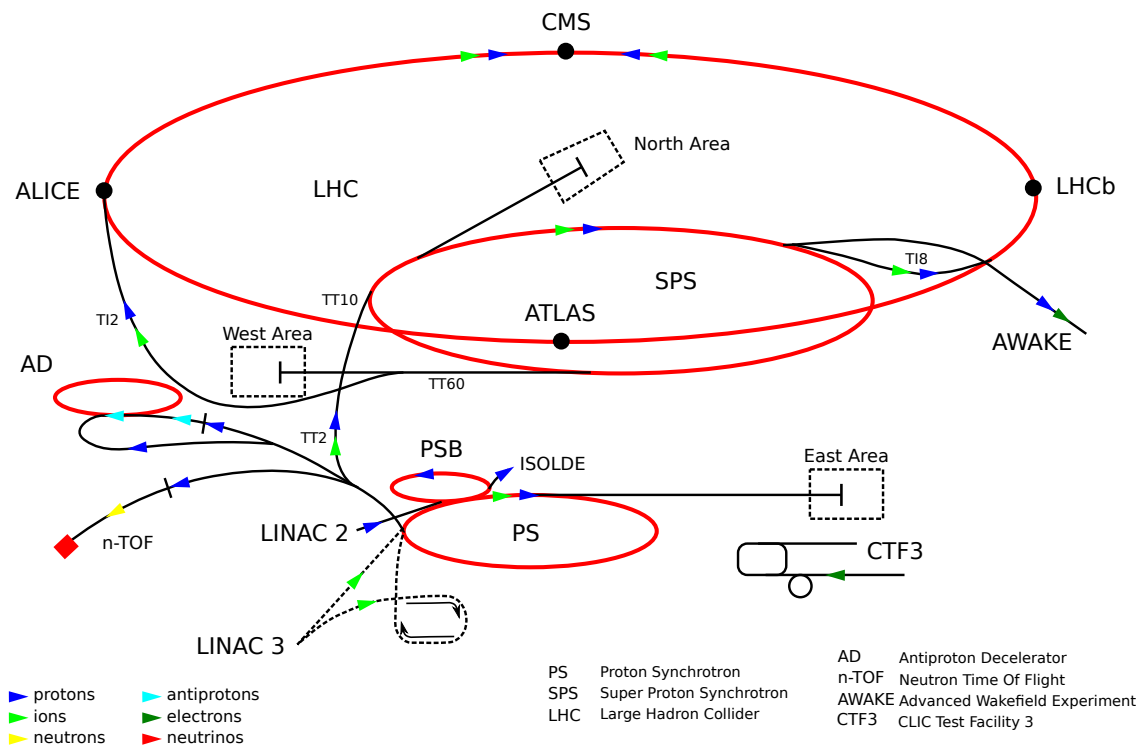 CMS
North Area
ALICE
LHC
LHCb
SPS
TI8
TT10
ATLAS
TI2
West Area
AWAKE
AD
TT60
TT2
PSB
East Area
ISOLDE
LINAC 2
PS
n-TOF
CTF3
LINAC 3
protons
ions
neutrons
antiprotons
electrons
neutrinos
PS Proton Synchrotron
SPS Super Proton Synchrotron
LHC Large Hadron Collider
AD Antiproton Decelerator
n-TOF Neutron Time Of Flight
AWAKE Advanced Wakefield Experiment
CTF3 CLIC Test Facility 3